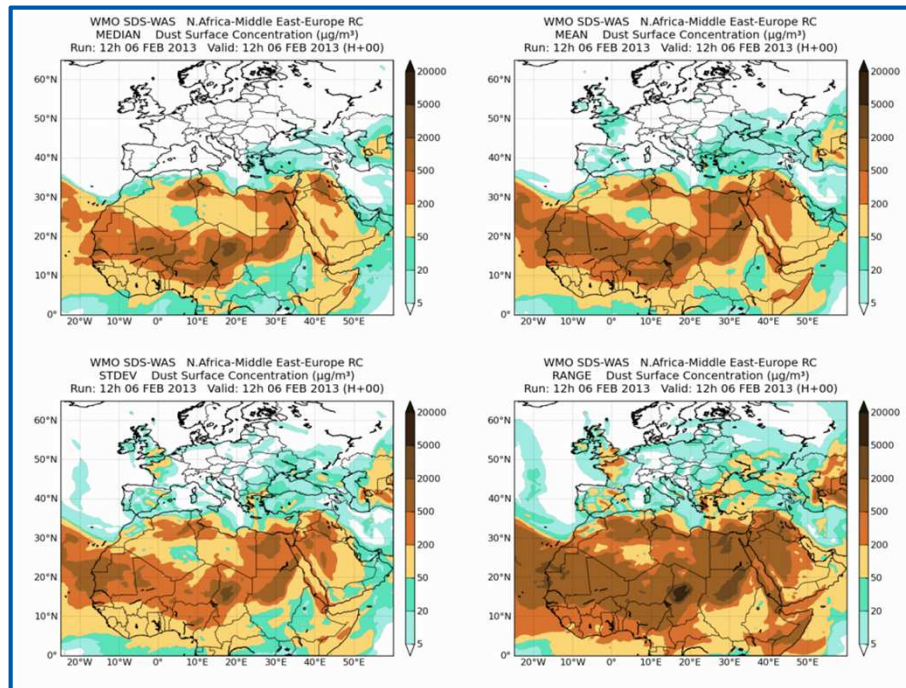 WMO SDS-WAS N.Africa-Middle East-Europe RC
MEDIAN Dust Surface Concentration (µg/m³)
Run: 12h 06 FEB 2013 Valid: 12h 06 FEB 2013 (H+00)
60°N
50°N
40°N
30°N
20°N
10°N
0°
20°W
10°W
0°
10°E
20°E
30°E
40°E
50°E
20000
5000
2000
500
200
50
20
5
WMO SDS-WAS N.Africa-Middle East-Europe RC
MEAN Dust Surface Concentration (µg/m³)
Run: 12h 06 FEB 2013 Valid: 12h 06 FEB 2013 (H+00)
60°N
50°N
40°N
30°N
20°N
10°N
0°
20°W
10°W
0°
10°E
20°E
30°E
40°E
50°E
20000
5000
2000
500
200
50
20
5
WMO SDS-WAS N.Africa-Middle East-Europe RC
STDEV Dust Surface Concentration (µg/m³)
Run: 12h 06 FEB 2013 Valid: 12h 06 FEB 2013 (H+00)
60°N
50°N
40°N
30°N
20°N
10°N
0°
20°W
10°W
0°
10°E
20°E
30°E
40°E
50°E
20000
5000
2000
500
200
50
20
5
WMO SDS-WAS N.Africa-Middle East-Europe RC
RANGE Dust Surface Concentration (µg/m³)
Run: 12h 06 FEB 2013 Valid: 12h 06 FEB 2013 (H+00)
60°N
50°N
40°N
30°N
20°N
10°N
0°
20°W
10°W
0°
10°E
20°E
30°E
40°E
50°E
20000
5000
2000
500
200
50
20
5